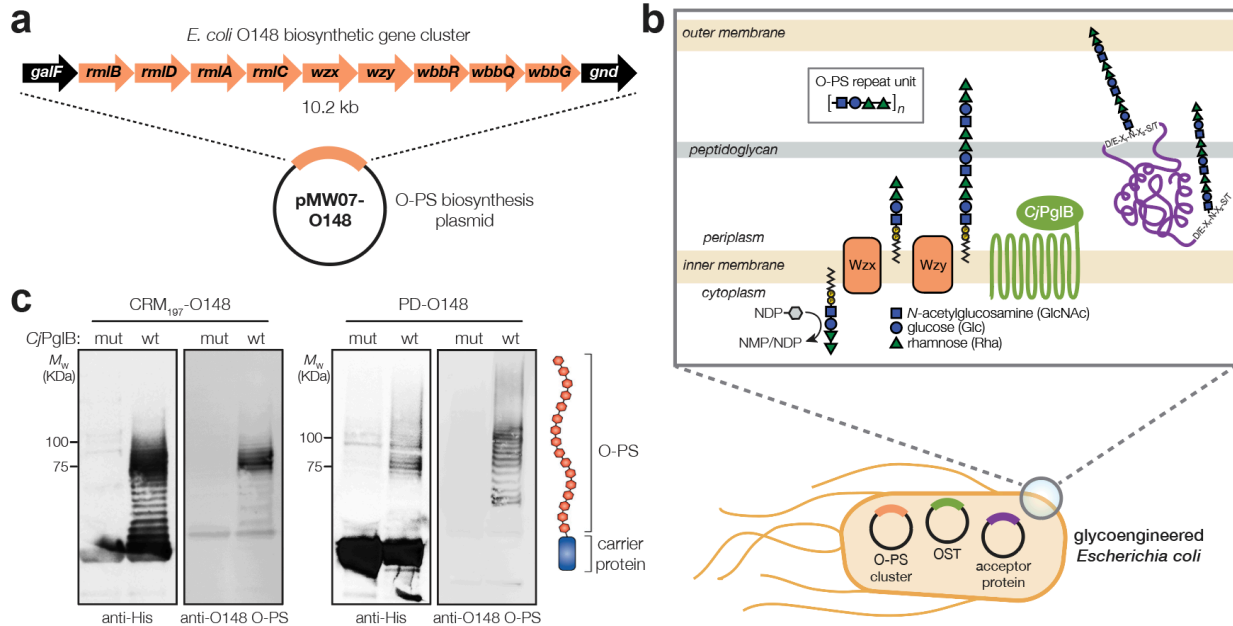 a
E. coli O148 biosynthetic gene cluster
galF rmlB rmlD rmlA rmlC wzx wzy wbbR wbbQ wbbG gnd
10.2 kb
pMW07-
O148
O-PS biosynthesis
plasmid
b
outer membrane
O-PS repeat unit
[ ]n
peptidoglycan
D/E-X1-N-X1-S/T
D/E-X1-N-X1-S/T
CjPglB
periplasm
Wzx
Wzy
inner membrane
cytoplasm
NDP
NMP/NDP
N-acetylglucosamine (GlcNAc)
glucose (Glc)
rhamnose (Rha)
O-PS
cluster
OST
acceptor
protein
glycoengineered
Escherichia coli
c
CRM197-O148
PD-O148
CjPglB: mut wt mut wt mut wt mut wt
Mw
(KDa)
100
75
Mw
(KDa)
100
75
O-PS
carrier
protein
anti-His anti-O148 O-PS anti-His anti-O148 O-PS